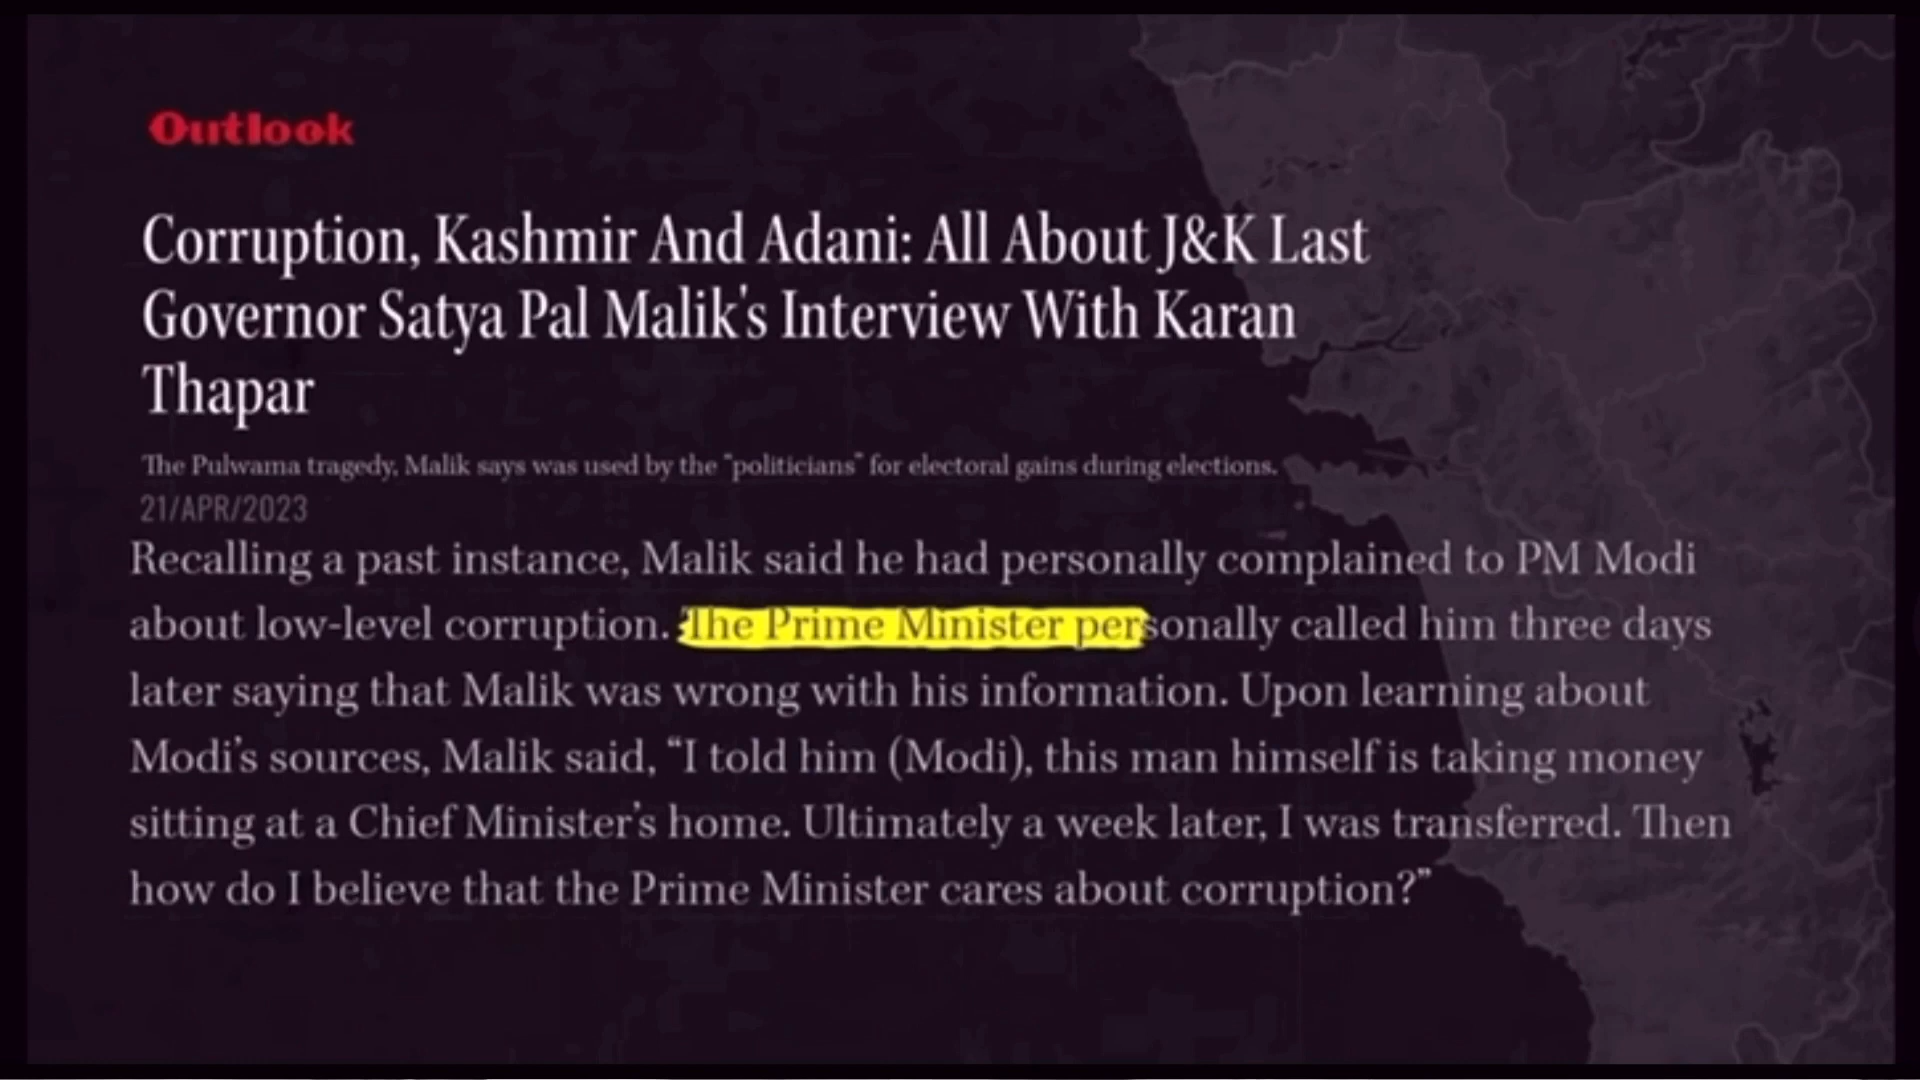 Outlook
Corruption, Kashmir And Adani: All About J&K Last
Governor Satya Pal Malik's Interview With Karan
Thapar
The Pulwama tragedy, Malik says was used by the "politicians" for electoral gains during elections.
21/APR/2023
Recalling a past instance, Malik said he had personally complained to PM Modi
about low-level corruption. The Prime Minister personally called him three days
later saying that Malik was wrong with his information. Upon learning about
Modi’s sources, Malik said, “I told him (Modi), this man himself is taking money
sitting at a Chief Minister’s home. Ultimately a week later, I was transferred. Then
how do I believe that the Prime Minister cares about corruption?”